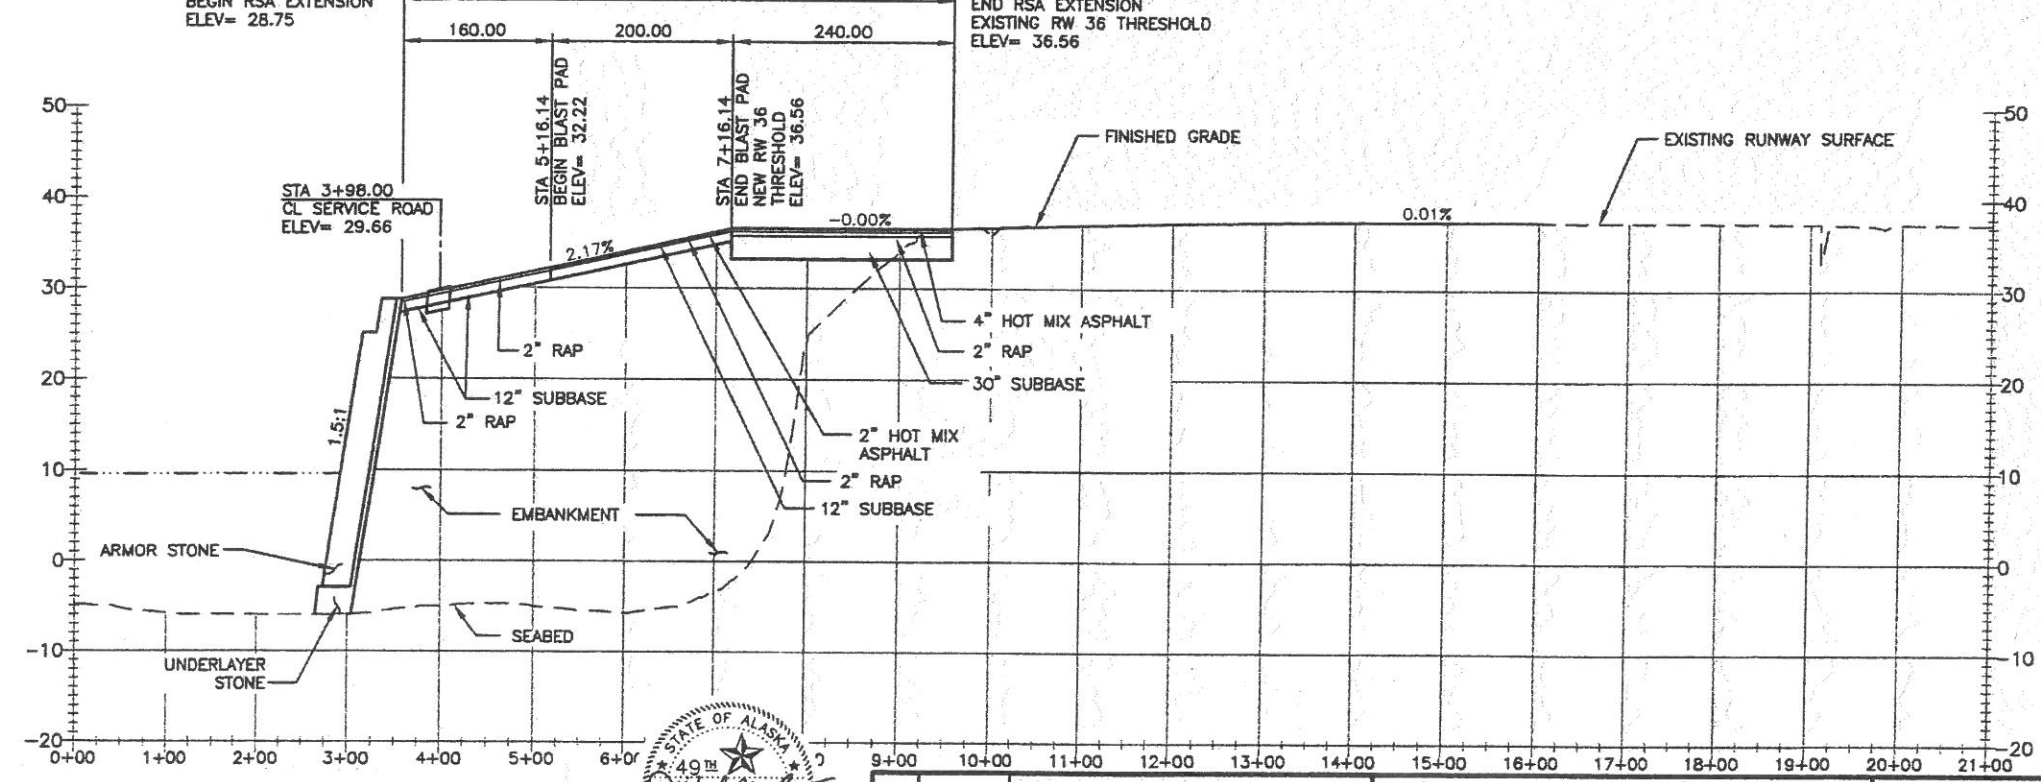 BEGIN RSA EXTENSION
ELEV= 28.75
END RSA EXTENSION
EXISTING RW 36 THRESHOLD
ELEV= 36.56
160.00
200.00
240.00
STA 5+16.14
BEGIN BLAST PAD
ELEV= 32.22
STA 7+16.14
END BLAST PAD
NEW RW 36
THRESHOLD
ELEV= 36.56
STA 3+98.00
CL SERVICE ROAD
ELEV= 29.66
FINISHED GRADE
EXISTING RUNWAY SURFACE
2.17%
-0.00%
0.01%
50
40
30
20
10
0
-10
-20
50
40
30
20
10
0
-10
-20
4" HOT MIX ASPHALT
2" RAP
30" SUBBASE
2" RAP
12" SUBBASE
2" RAP
2" HOT MIX
ASPHALT
2" RAP
12" SUBBASE
1.5:1
EMBANKMENT
ARMOR STONE
SEABED
UNDERLAYER
STONE
STATE OF ALASKA
49TH
0+00 1+00 2+00 3+00 4+00 5+00 9+00 10+00 11+00 12+00 13+00 14+00 15+00 16+00 17+00 18+00 19+00 20+00 21+00